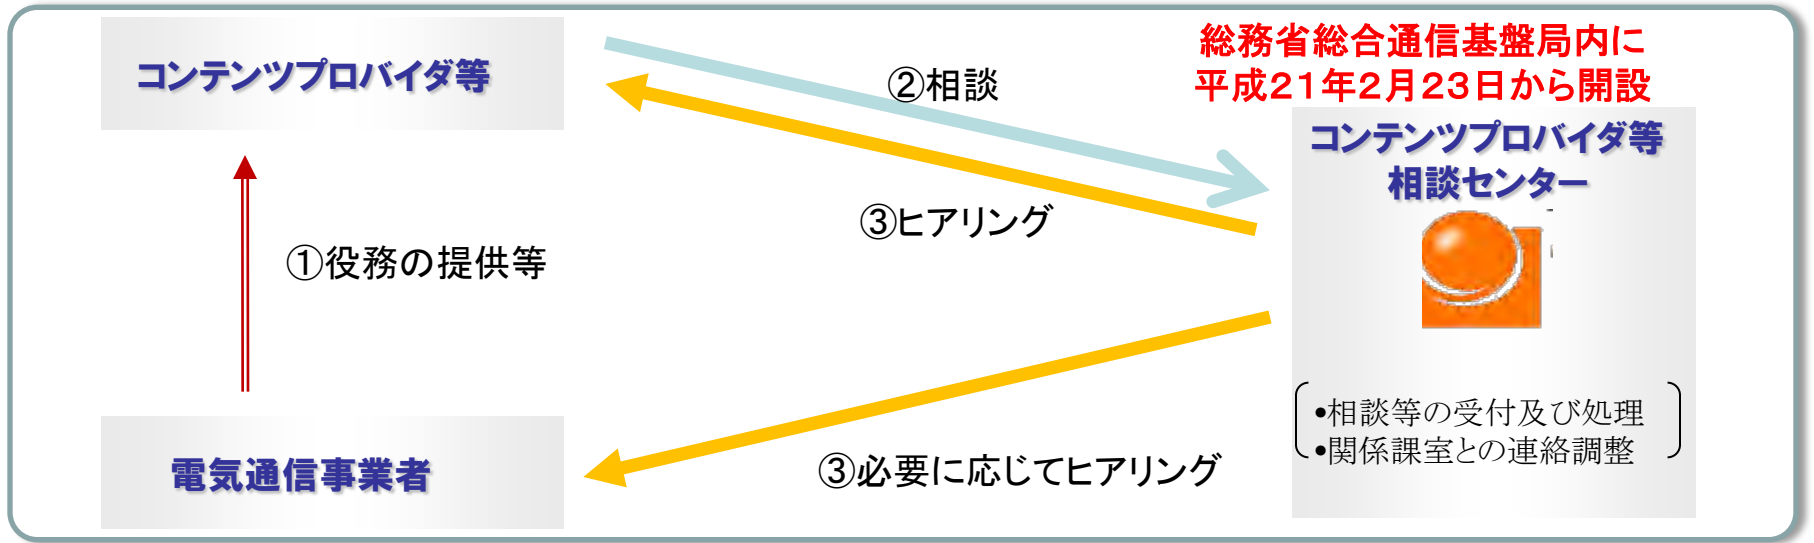 総務省総合通信基盤局内に
平成21年2月23日から開設
コンテンツプロバイダ等
②相談
コンテンツプロバイダ等
相談センター
③ヒアリング
①役務の提供等
•相談等の受付及び処理
•関係課室との連絡調整
電気通信事業者
③必要に応じてヒアリング